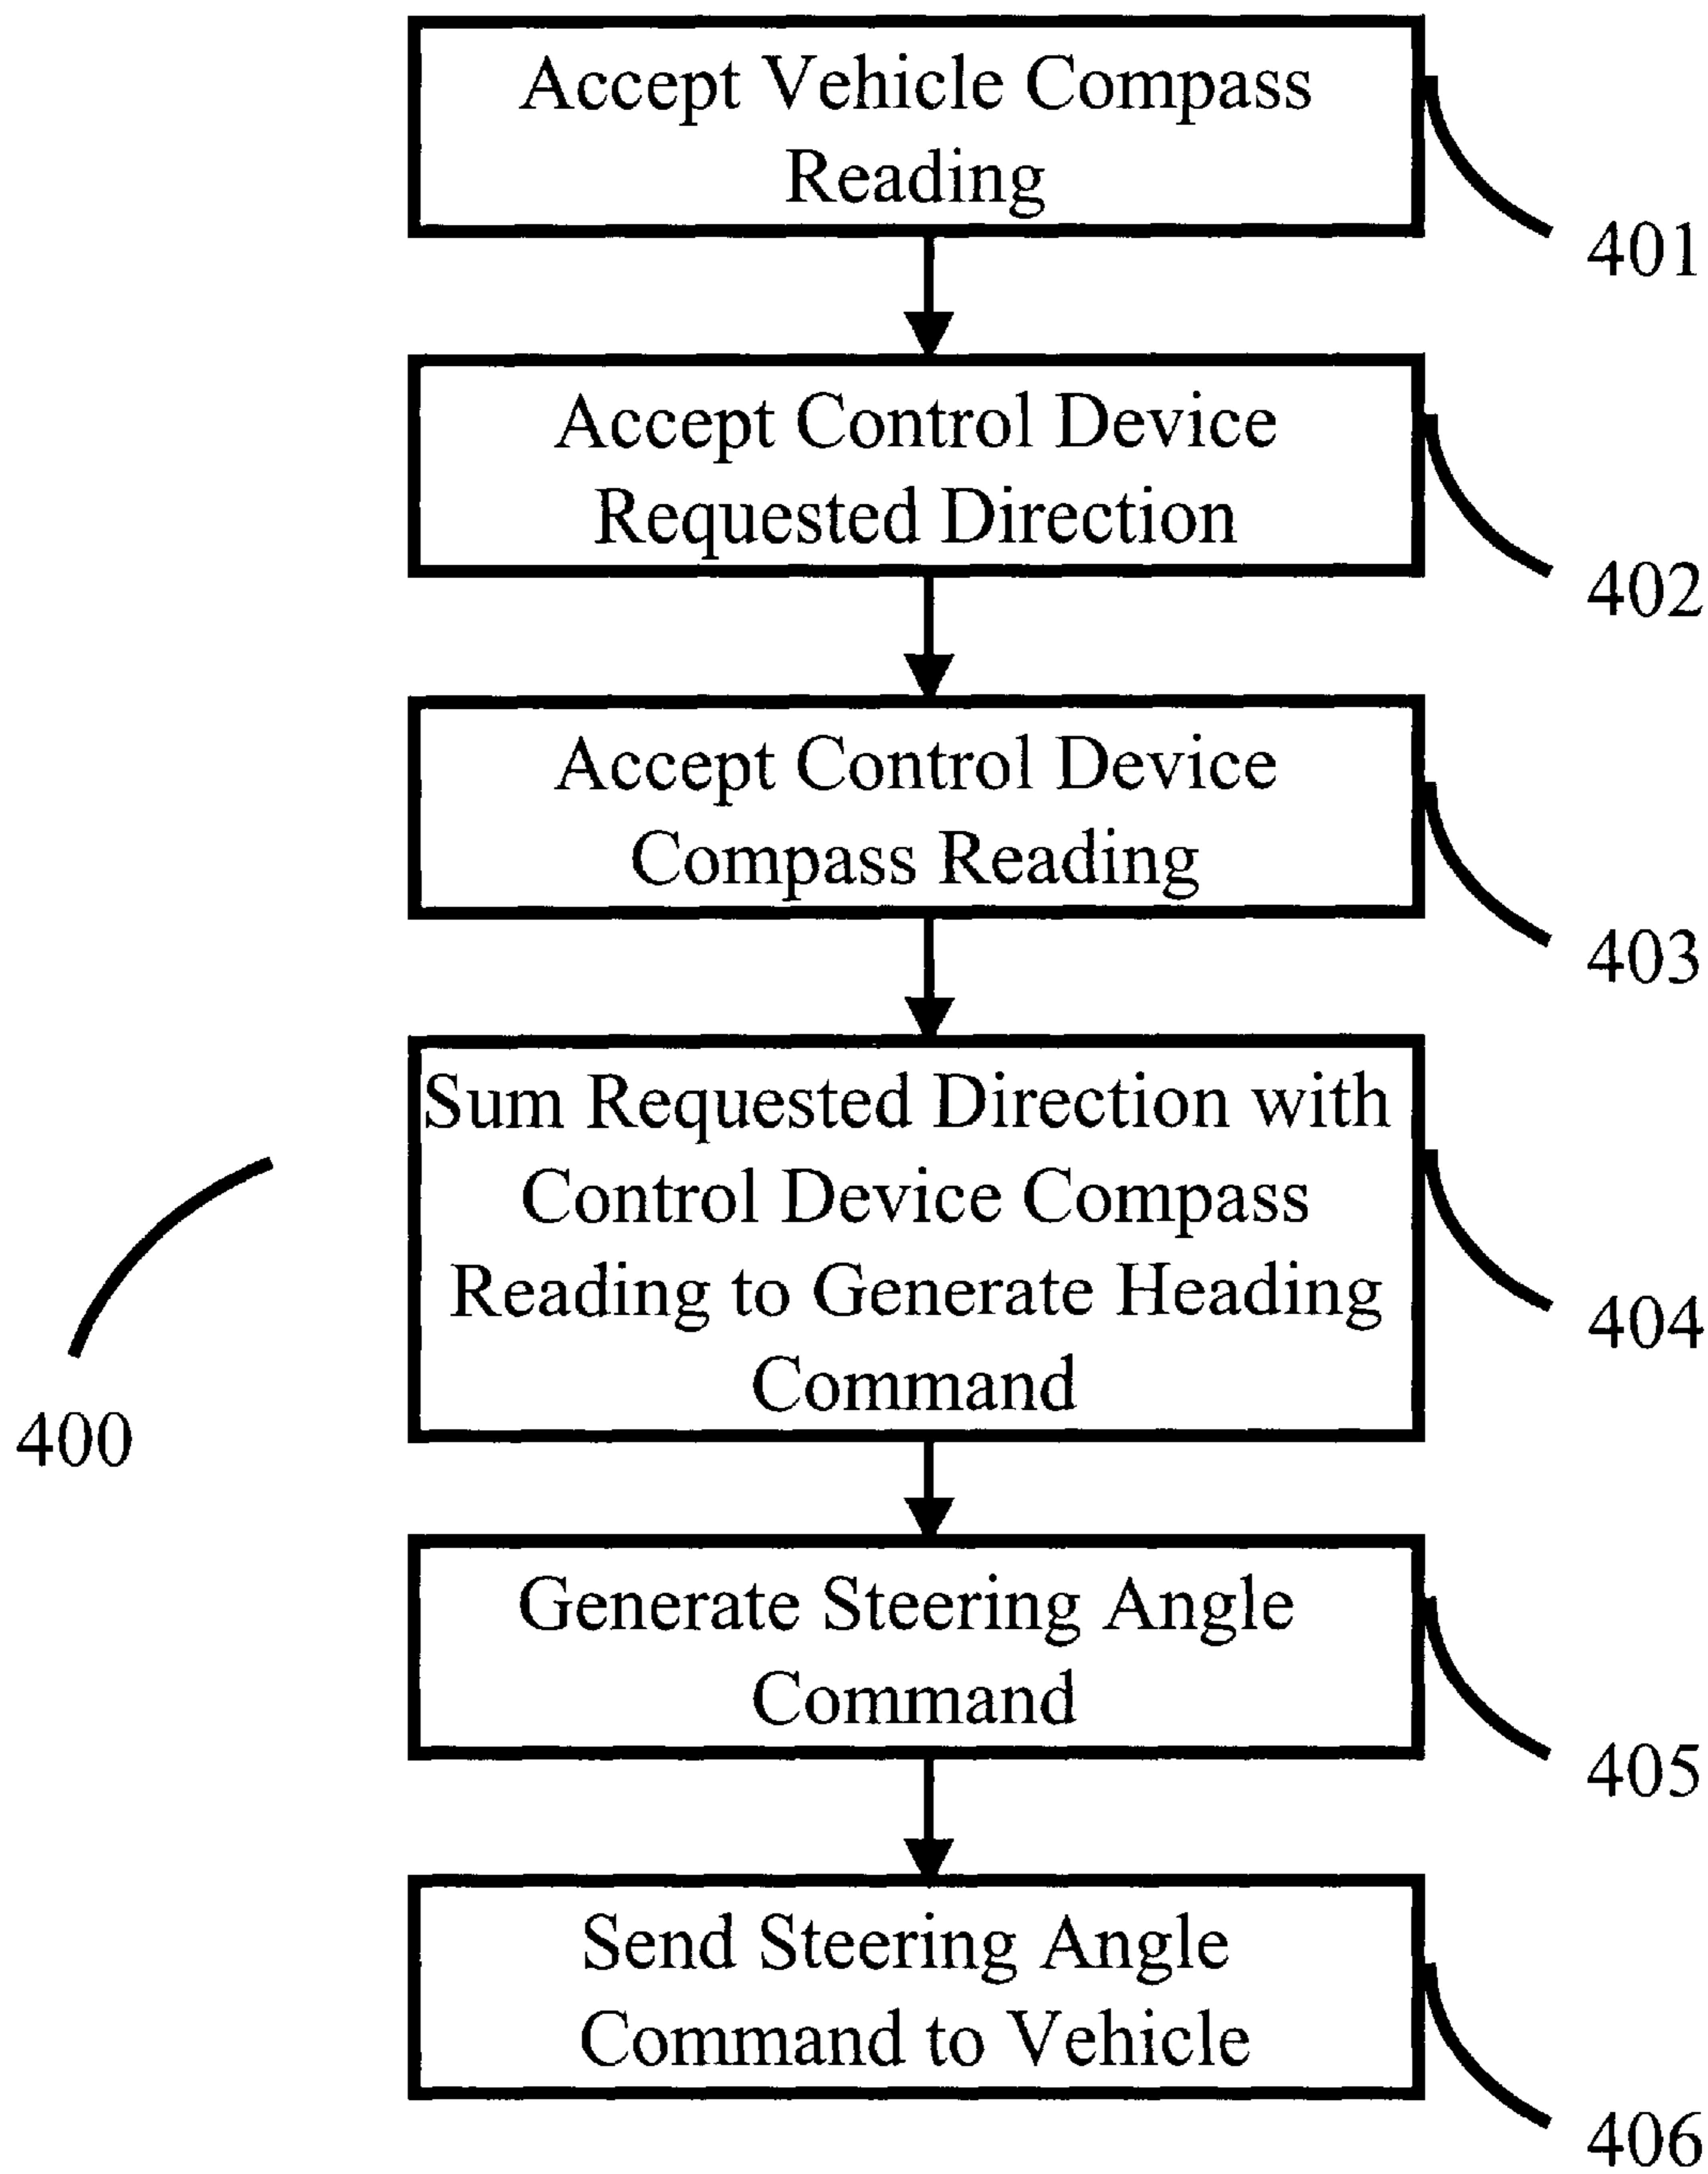 Accept Vehicle Compass
Reading
401
Accept Control Device
Requested Direction
402
Accept Control Device
Compass Reading
403
Sum Requested Direction with
Control Device Compass
Reading to Generate Heading
Command
404
400
Generate Steering Angle
Command
405
Send Steering Angle
Command to Vehicle
406